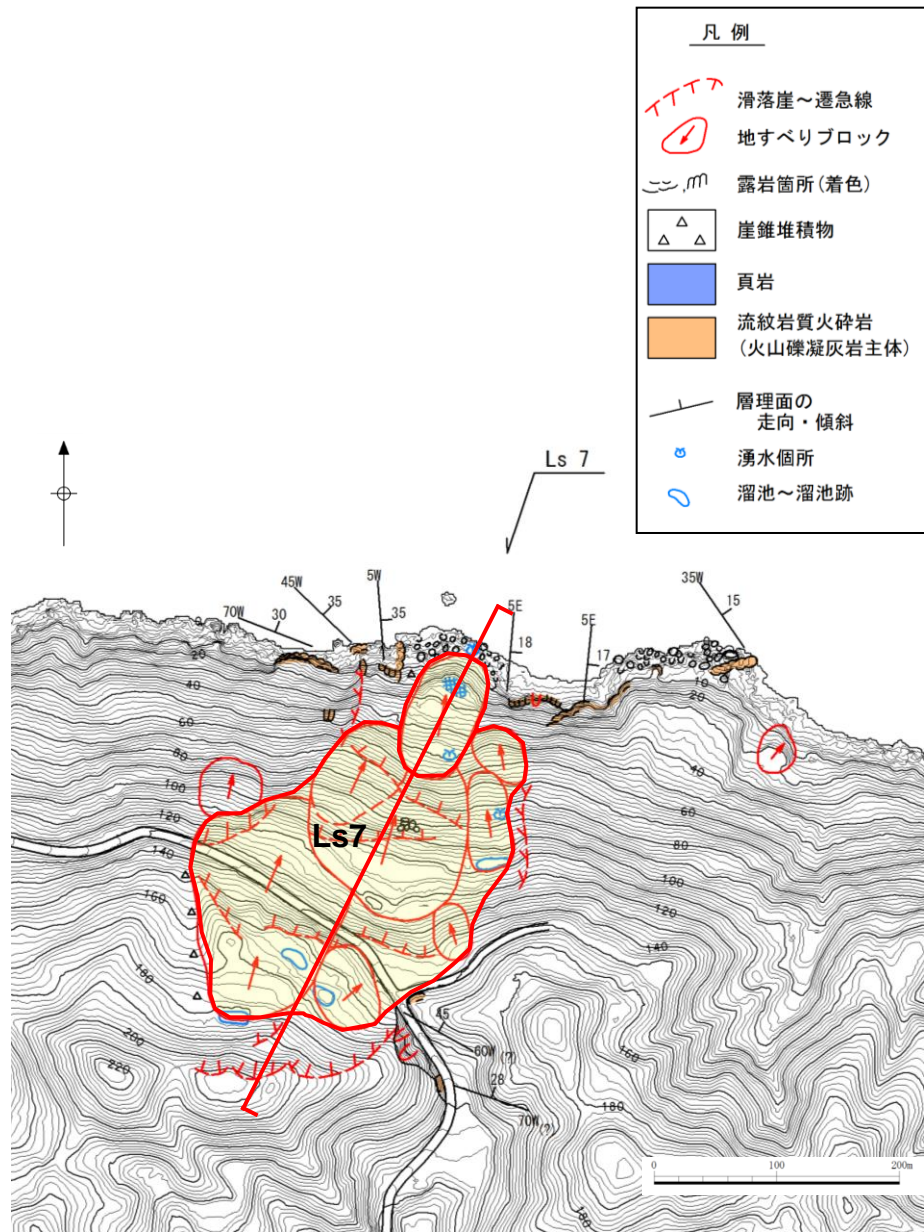 凡 例
滑落崖～遷急線
地すべりブロック
露岩箇所(着色)
崖錐堆積物
頁岩
流紋岩質火砕岩
(火山礫凝灰岩主体)
層理面の
走向・傾斜
湧水個所
溜池～溜池跡
Ls 7
70W
30
45W
35
5W
35
5E
18
5E
17
35W
15
20
40
60
80
100
120
140
160
180
200
220
10
20
40
60
80
100
120
140
160
180
180
Ls7
45
60W(?)
28
70W(?)
0
100
200m